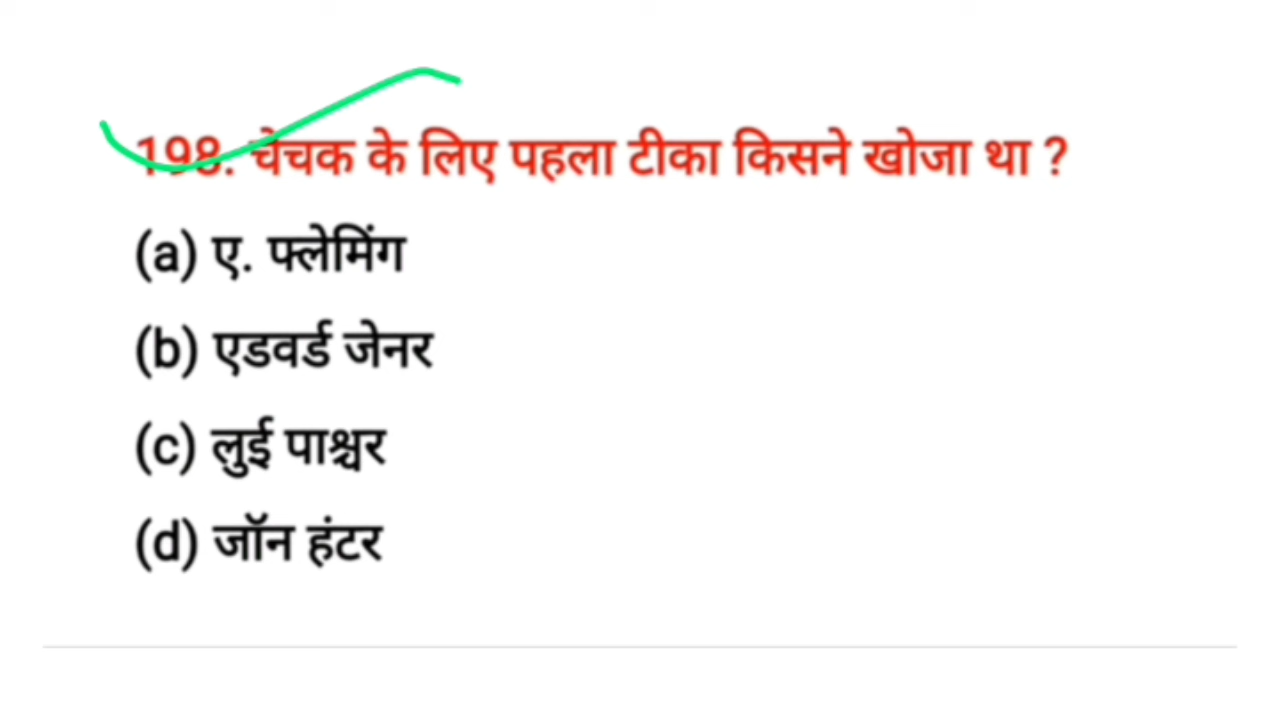 198. चेचक के लिए पहला टीका किसने खोजा था ?
(a) ए. फ्लेमिंग
(b) एडवर्ड जेनर
(c) लुई पाश्चर
(d) जॉन हंटर